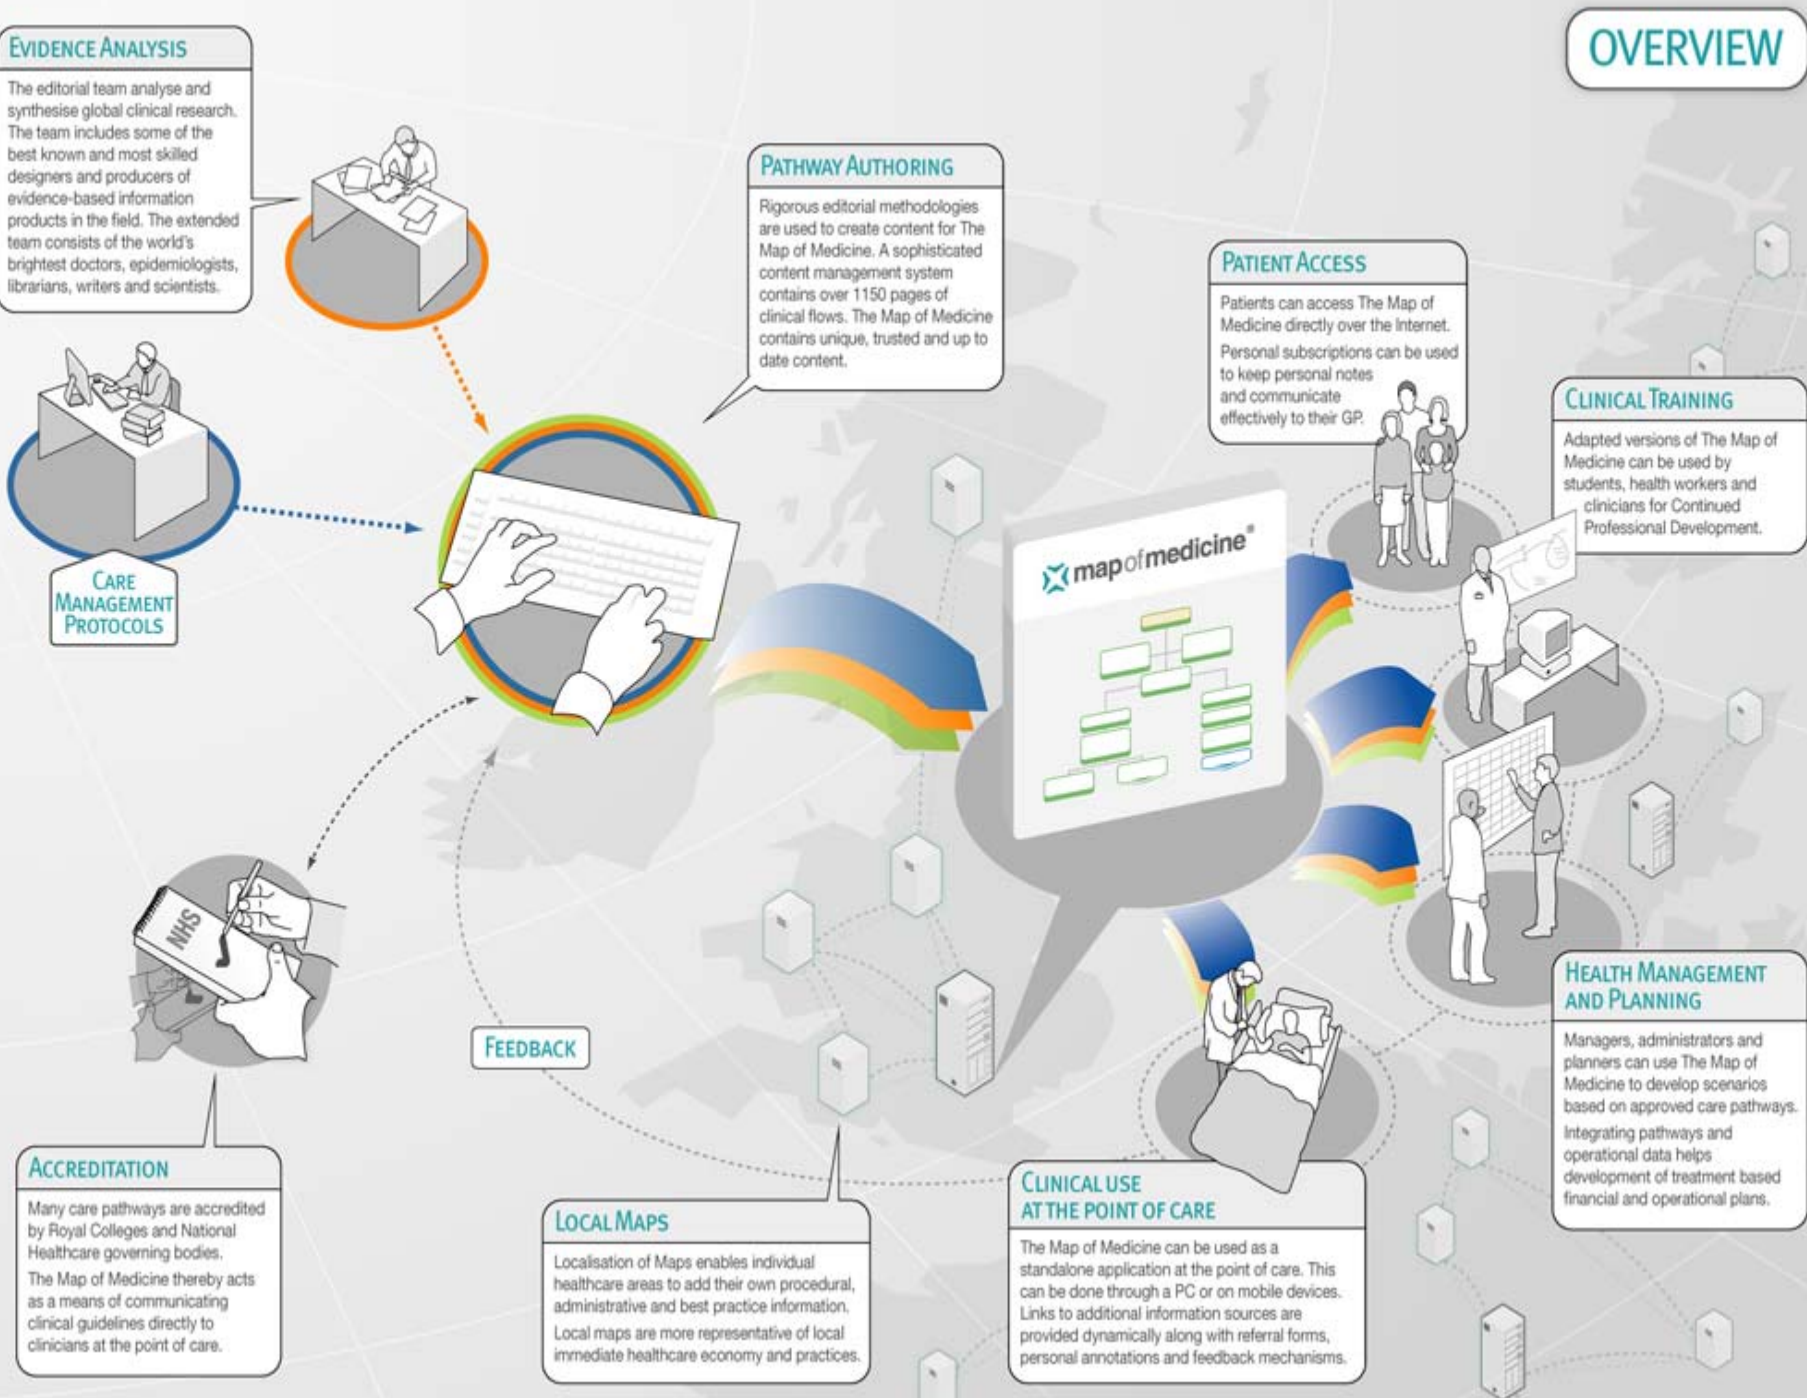 OVERVIEW
EVIDENCE ANALYSIS
The editorial team analyse and
synthesise global clinical research.
The team includes some of the
best known and most skilled
designers and producers of
evidence-based information
products in the field. The extended
team consists of the world's
brightest doctors, epidemiologists,
librarians, writers and scientists.
CARE
MANAGEMENT
PROTOCOLS
PATHWAY AUTHORING
Rigorous editorial methodologies
are used to create content for The
Map of Medicine. A sophisticated
content management system
contains over 1150 pages of
clinical flows. The Map of Medicine
contains unique, trusted and up to
date content.
PATIENT ACCESS
Patients can access The Map of
Medicine directly over the Internet.
Personal subscriptions can be used
to keep personal notes
and communicate
effectively to their GP.
CLINICAL TRAINING
Adapted versions of The Map of
Medicine can be used by
students, health workers and
clinicians for Continued
Professional Development.
mapofmedicine®
NHS
FEEDBACK
HEALTH MANAGEMENT
AND PLANNING
Managers, administrators and
planners can use The Map of
Medicine to develop scenarios
based on approved care pathways.
Integrating pathways and
operational data helps
development of treatment based
financial and operational plans.
ACCREDITATION
Many care pathways are accredited
by Royal Colleges and National
Healthcare governing bodies.
The Map of Medicine thereby acts
as a means of communicating
clinical guidelines directly to
clinicians at the point of care.
LOCAL MAPS
Localisation of Maps enables individual
healthcare areas to add their own procedural,
administrative and best practice information.
Local maps are more representative of local
immediate healthcare economy and practices.
CLINICAL USE
AT THE POINT OF CARE
The Map of Medicine can be used as a
standalone application at the point of care. This
can be done through a PC or on mobile devices.
Links to additional information sources are
provided dynamically along with referral forms,
personal annotations and feedback mechanisms.